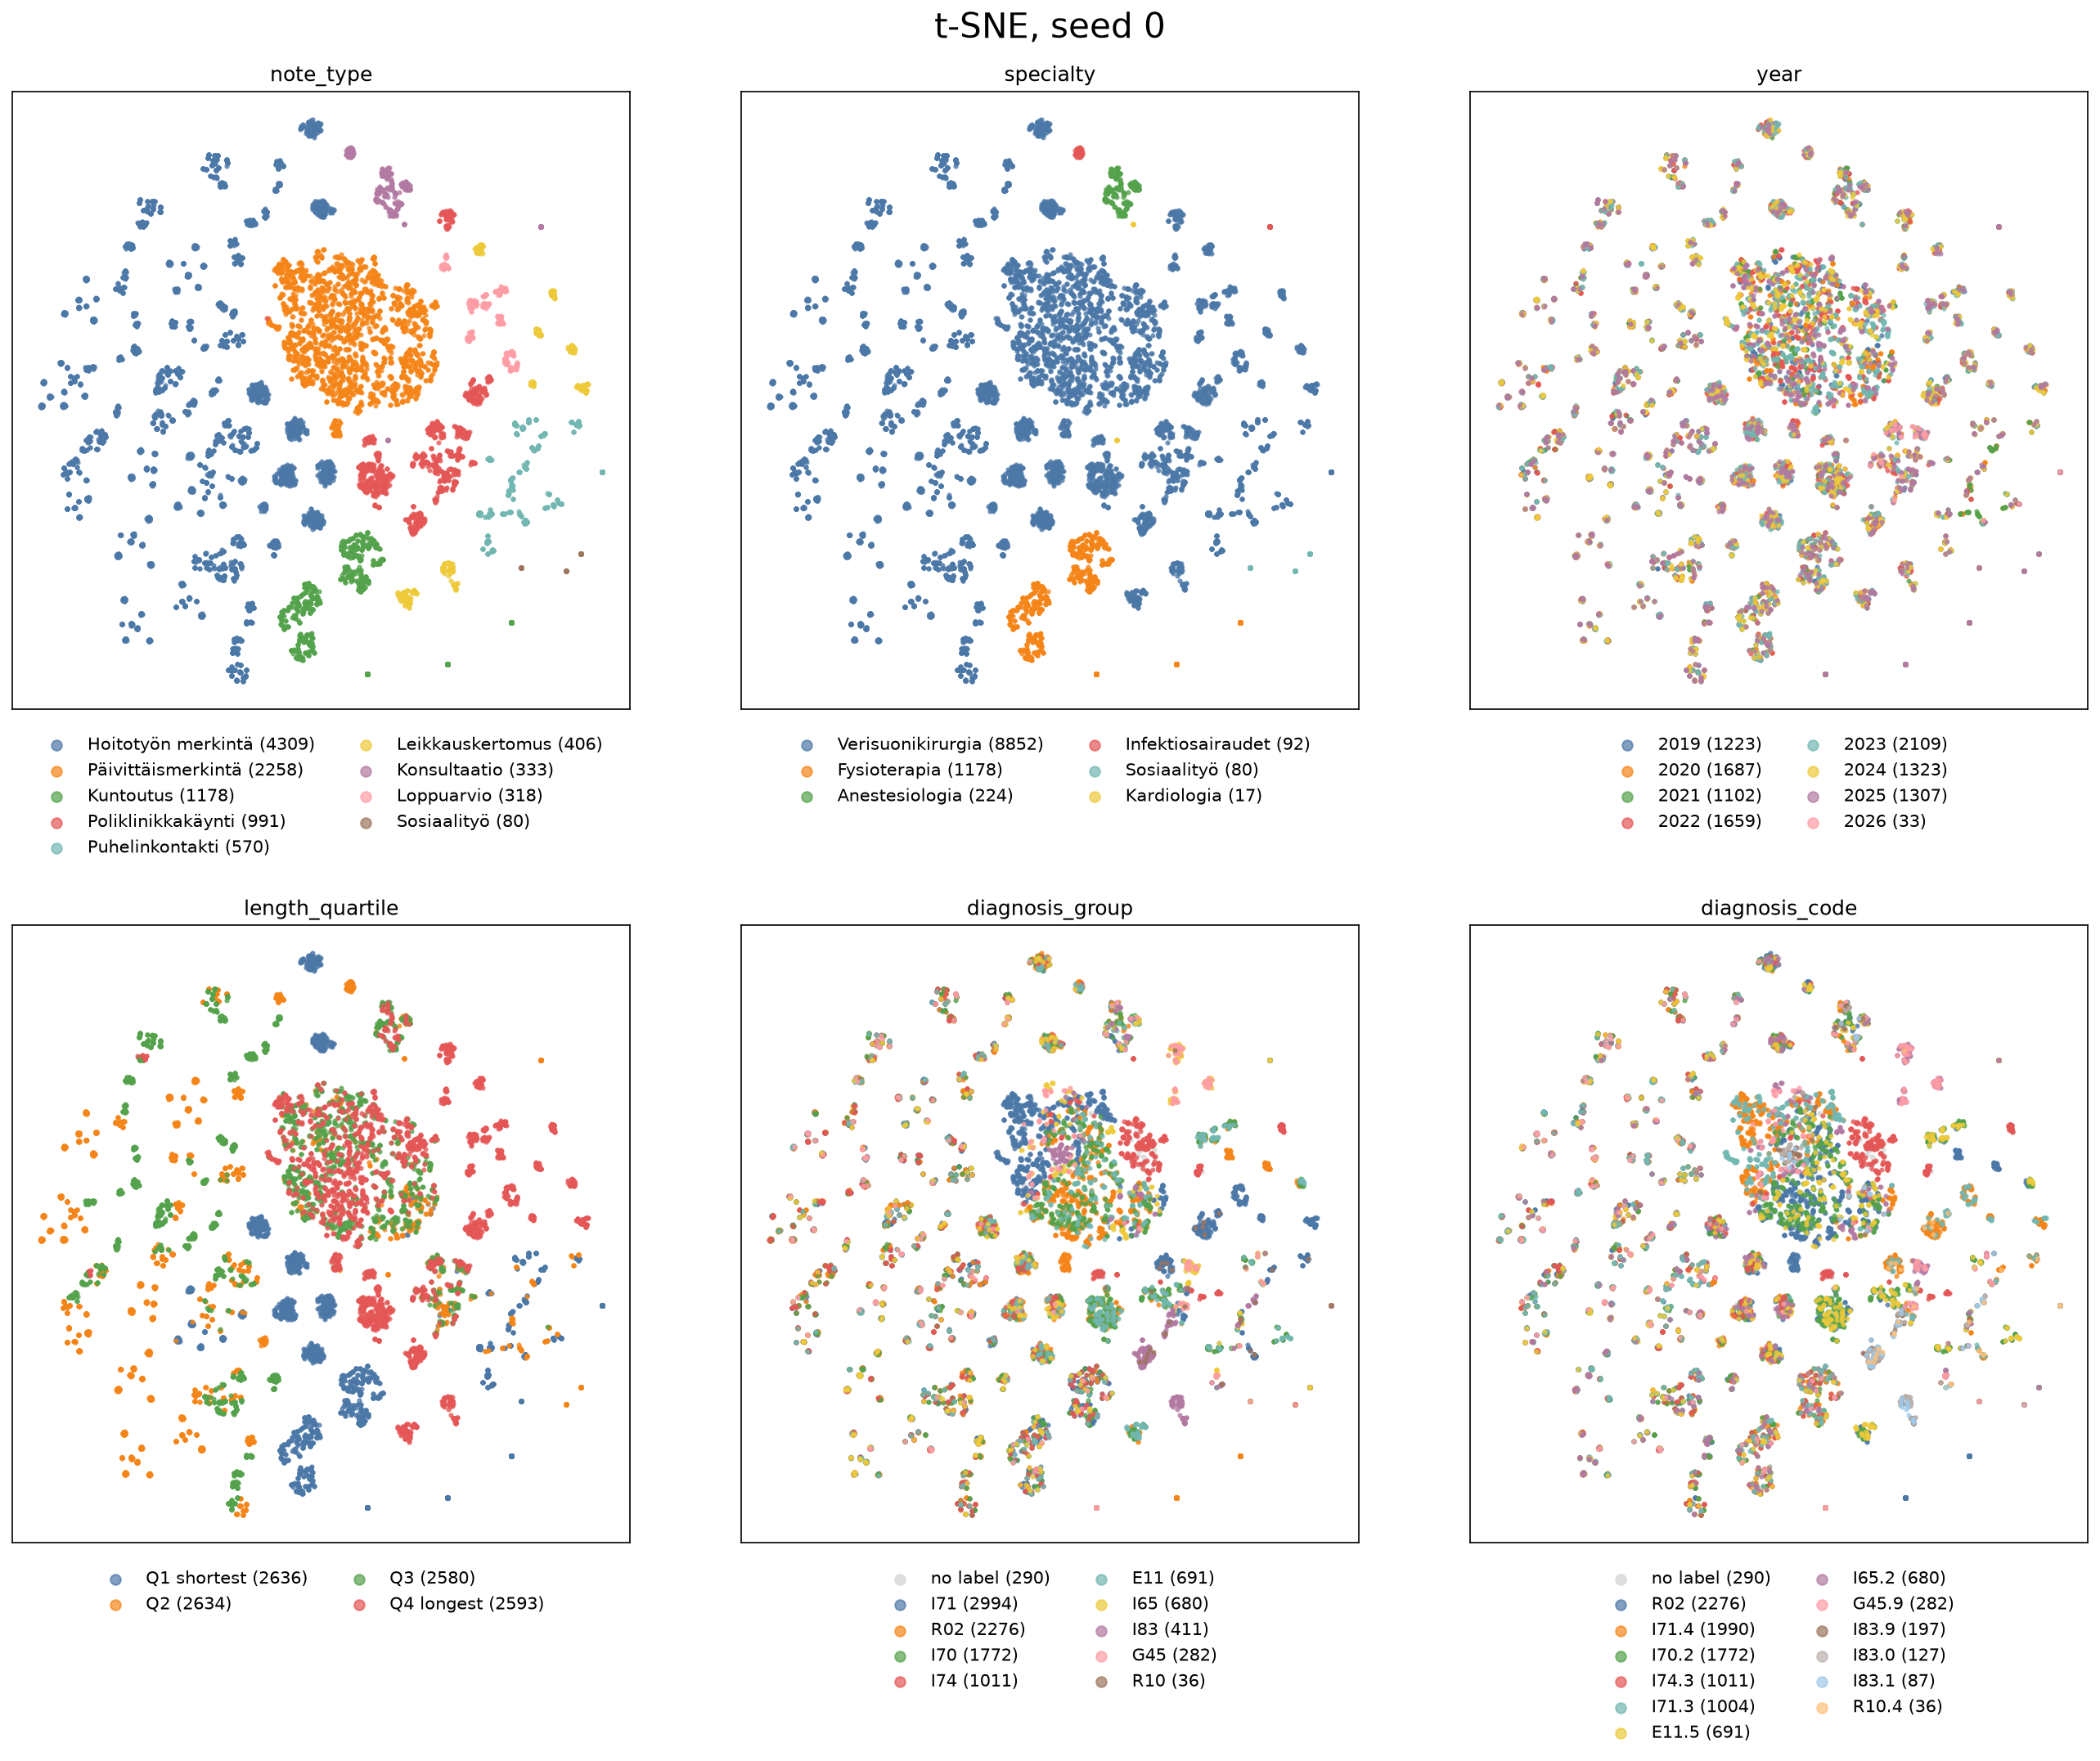 t-SNE, seed 0
note_type
specialty
year
Hoitotyön merkintä (4309)
Päivittäismerkintä (2258)
Kuntoutus (1178)
Poliklinikkakäynti (991)
Puhelinkontakti (570)
Leikkauskertomus (406)
Konsultaatio (333)
Loppuarvio (318)
Sosiaalityö (80)
Verisuonikirurgia (8852)
Fysioterapia (1178)
Anestesiologia (224)
Infektiosairaudet (92)
Sosiaalityö (80)
Kardiologia (17)
2019 (1223)
2020 (1687)
2021 (1102)
2022 (1659)
2023 (2109)
2024 (1323)
2025 (1307)
2026 (33)
length_quartile
diagnosis_group
diagnosis_code
Q1 shortest (2636)
Q2 (2634)
Q3 (2580)
Q4 longest (2593)
no label (290)
I71 (2994)
R02 (2276)
I70 (1772)
I74 (1011)
E11 (691)
I65 (680)
I83 (411)
G45 (282)
R10 (36)
no label (290)
R02 (2276)
I71.4 (1990)
I70.2 (1772)
I74.3 (1011)
I71.3 (1004)
E11.5 (691)
I65.2 (680)
G45.9 (282)
I83.9 (197)
I83.0 (127)
I83.1 (87)
R10.4 (36)